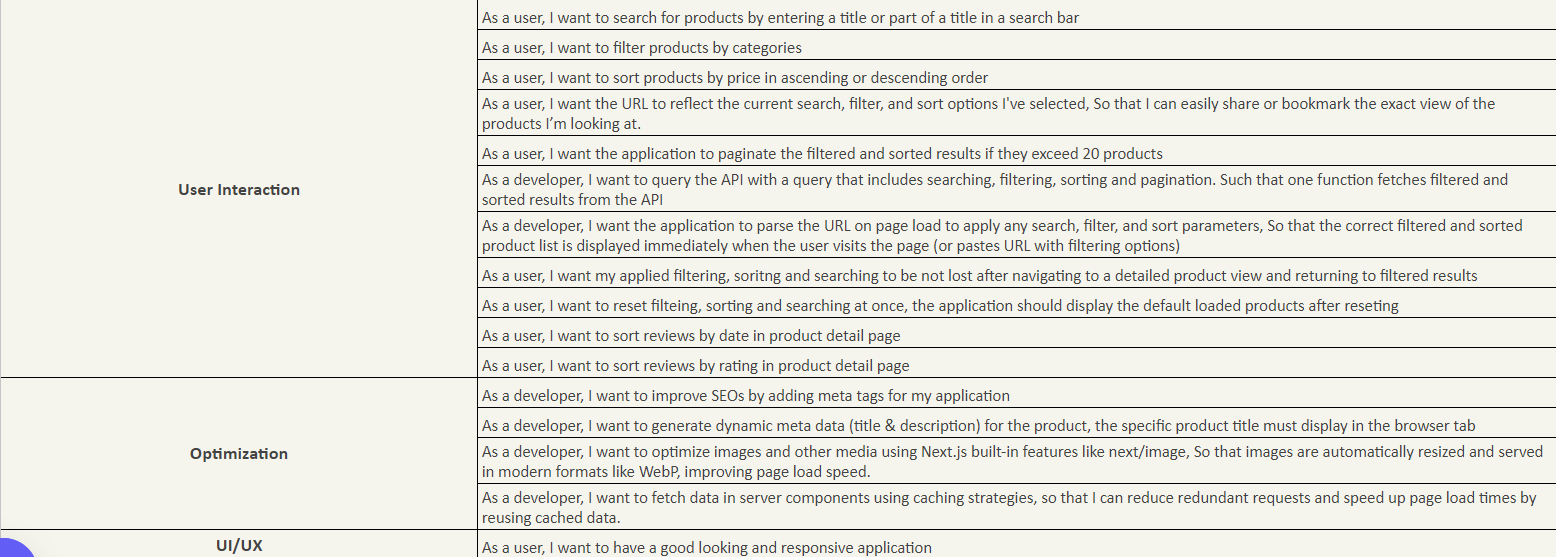 As a user, I want to search for products by entering a title or part of a title in a search bar
As a user, I want to filter products by categories
As a user, I want to sort products by price in ascending or descending order
As a user, I want the URL to reflect the current search, filter, and sort options I've selected, So that I can easily share or bookmark the exact view of the
products I’m looking at.
As a user, I want the application to paginate the filtered and sorted results if they exceed 20 products
User Interaction
As a developer, I want to query the API with a query that includes searching, filtering, sorting and pagination. Such that one function fetches filtered and
sorted results from the API
As a developer, I want the application to parse the URL on page load to apply any search, filter, and sort parameters, So that the correct filtered and sorted
product list is displayed immediately when the user visits the page (or pastes URL with filtering options)
As a user, I want my applied filtering, soritng and searching to be not lost after navigating to a detailed product view and returning to filtered results
As a user, I want to reset filteing, sorting and searching at once, the application should display the default loaded products after reseting
As a user, I want to sort reviews by date in product detail page
As a user, I want to sort reviews by rating in product detail page
As a developer, I want to improve SEOs by adding meta tags for my application
As a developer, I want to generate dynamic meta data (title & description) for the product, the specific product title must display in the browser tab
Optimization
As a developer, I want to optimize images and other media using Next.js built-in features like next/image, So that images are automatically resized and served
in modern formats like WebP, improving page load speed.
As a developer, I want to fetch data in server components using caching strategies, so that I can reduce redundant requests and speed up page load times by
reusing cached data.
UI/UX
As a user, I want to have a good looking and responsive application